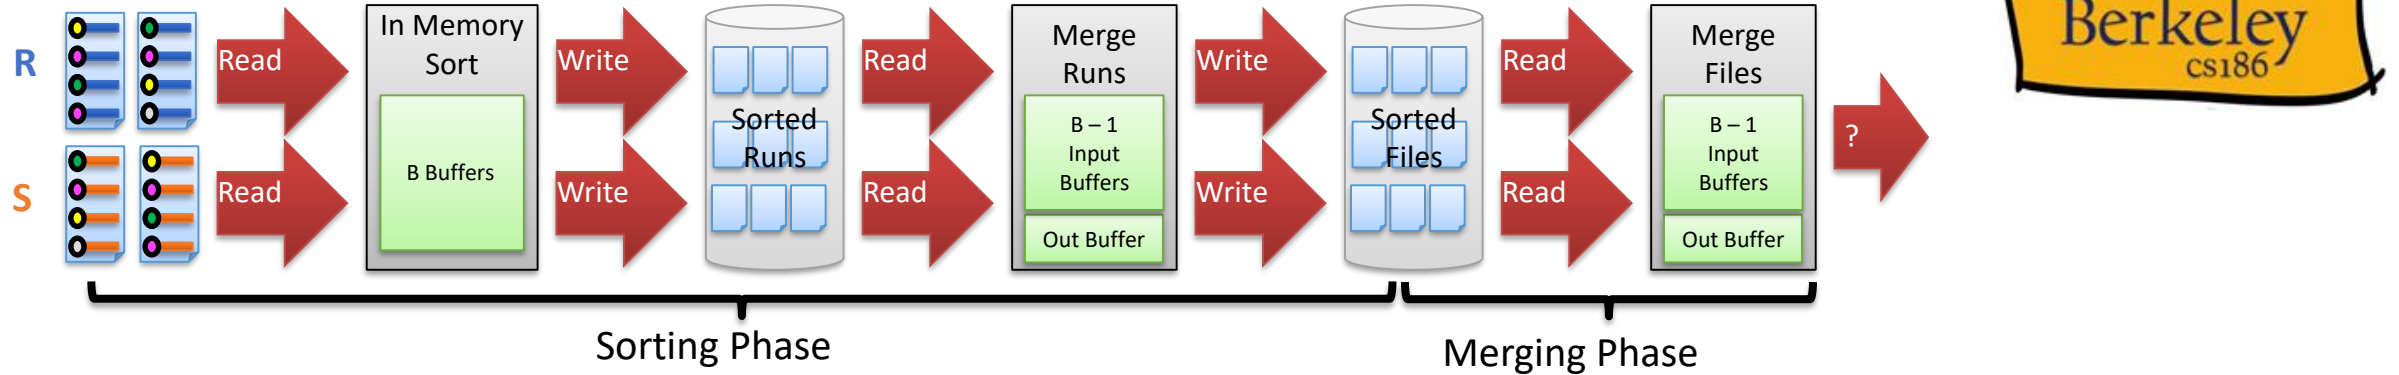 R
S
Read
Read
In Memory
Sort
B Buffers
Write
Write
Sorted
Runs
Read
Read
Merge
Runs
B – 1
Input
Buffers
Out Buffer
Write
Write
Sorted
Files
Read
Read
Merge
Files
B – 1
Input
Buffers
Out Buffer
?
Berkeley
cs186
Sorting Phase
Merging Phase